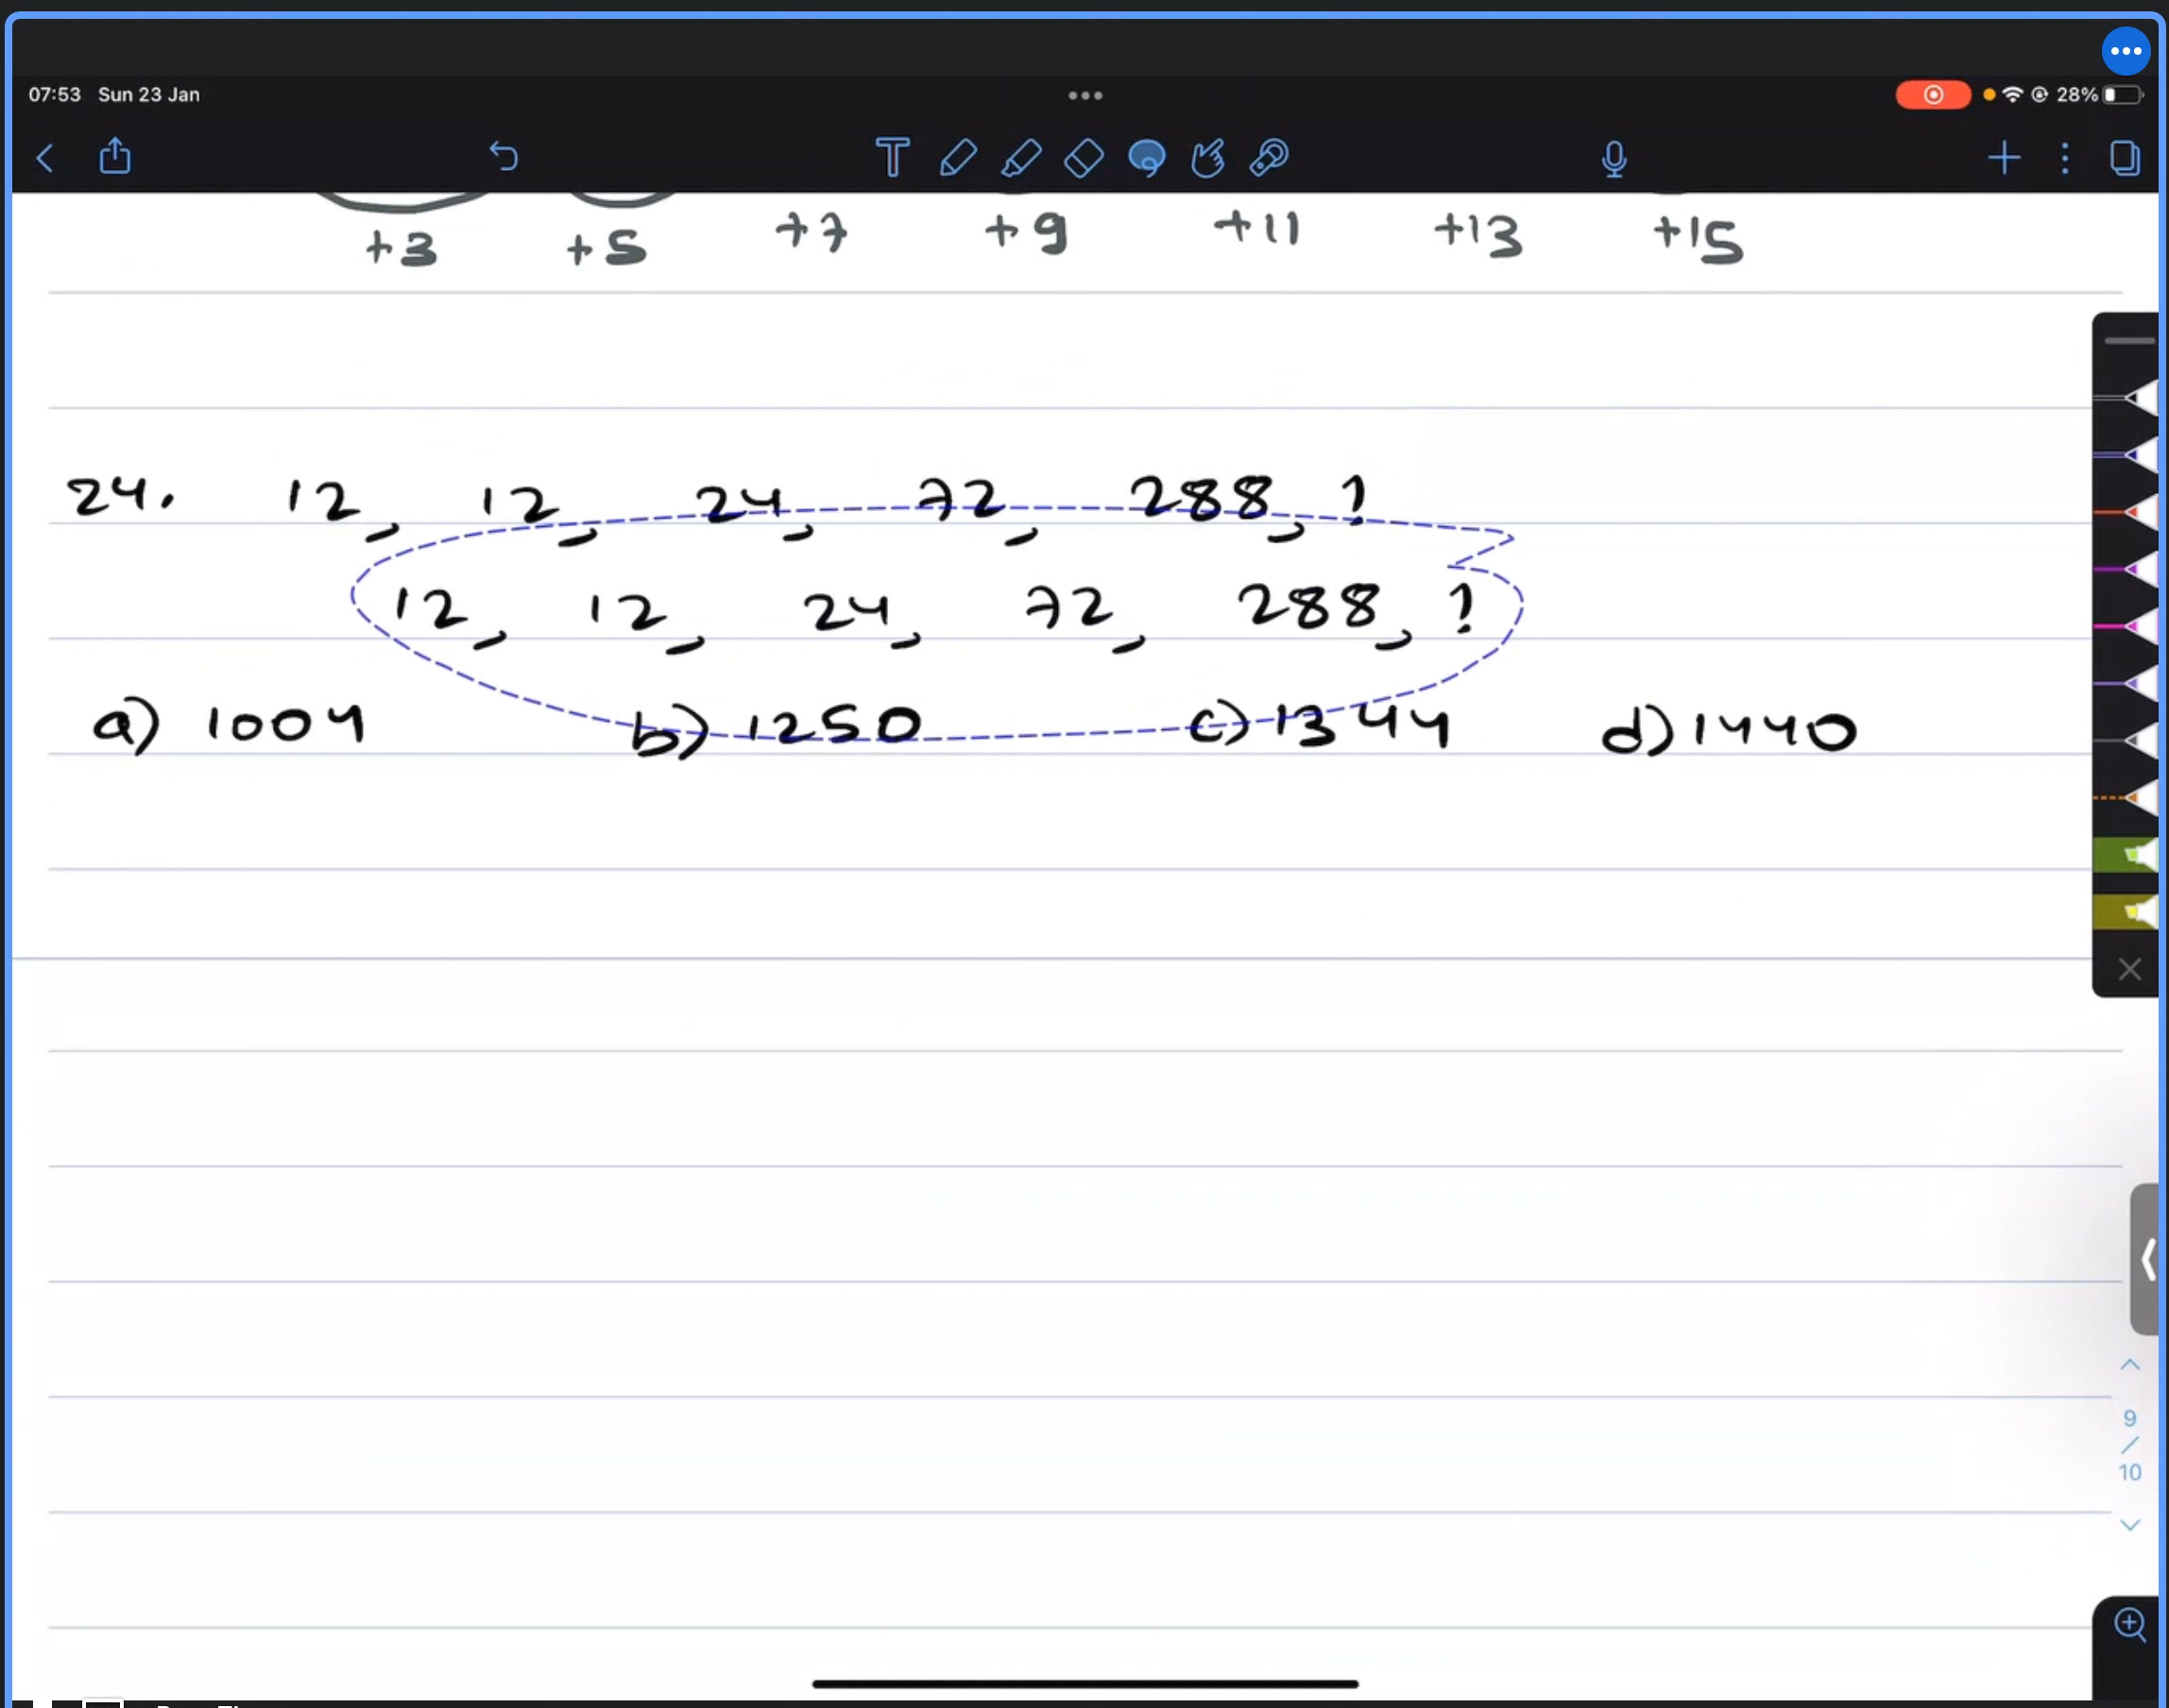 07:53 Sun 23 Jan 28%
T
+3 +5 +7 +9 +11 +13 +15
24. 12, 12, 24, 72, 288, ?
12, 12, 24, 72, 288, ?
a) 1004 b) 1250 c) 1344 d) 1440
9
/
10